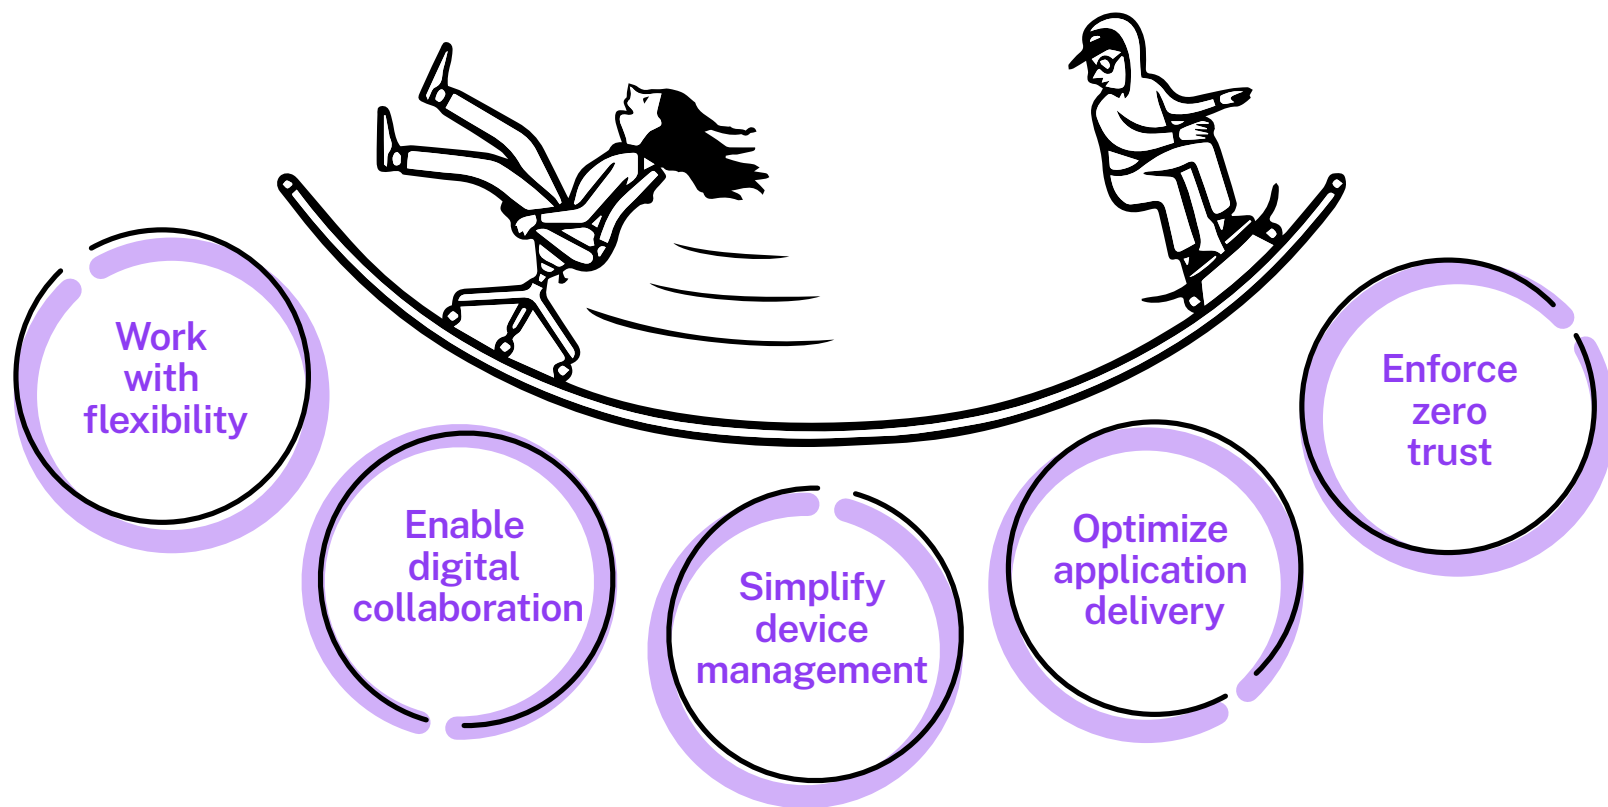 Work
with
flexibility
Enable
digital
collaboration
Simplify
device
management
Optimize
application
delivery
Enforce
zero
trust